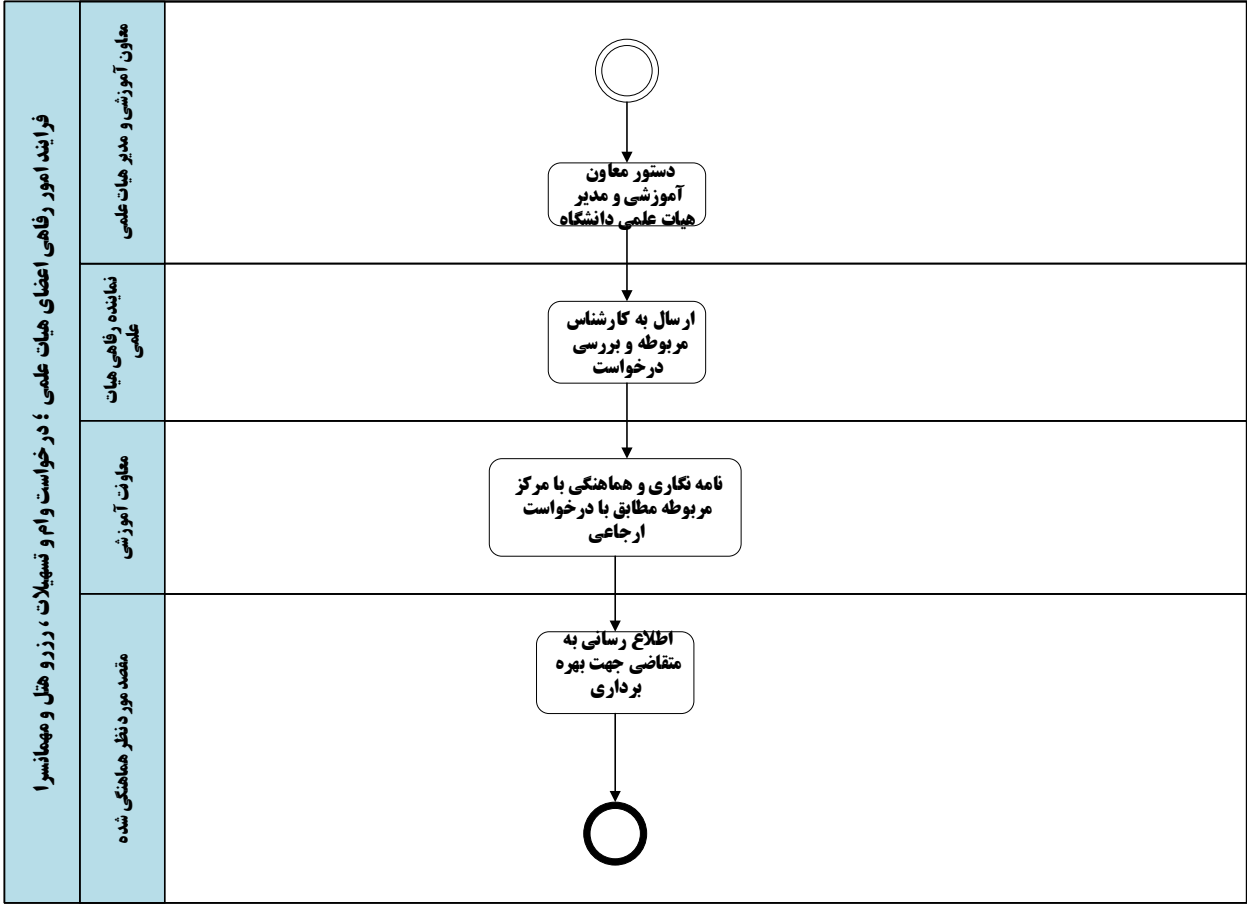 فرایند امور رفاهی اعضای هیات علمی ؛ درخواست وام و تسهیلات ، رزرو هتل و مهمانسرا
معاون آموزشی و مدیر هیات علمی
دستور معاون
آموزشی و مدیر
هیات علمی دانشگاه
نماینده رفاهی هیات
علمی
ارسال به کارشناس
مربوطه و بررسی
درخواست
معاونت آموزشی
نامه نگاری و هماهنگی با مرکز
مربوطه مطابق با درخواست
ارجاعی
مقصد مورد نظر هماهنگی شده
اطلاع رسانی به
متقاضی جهت بهره
برداری